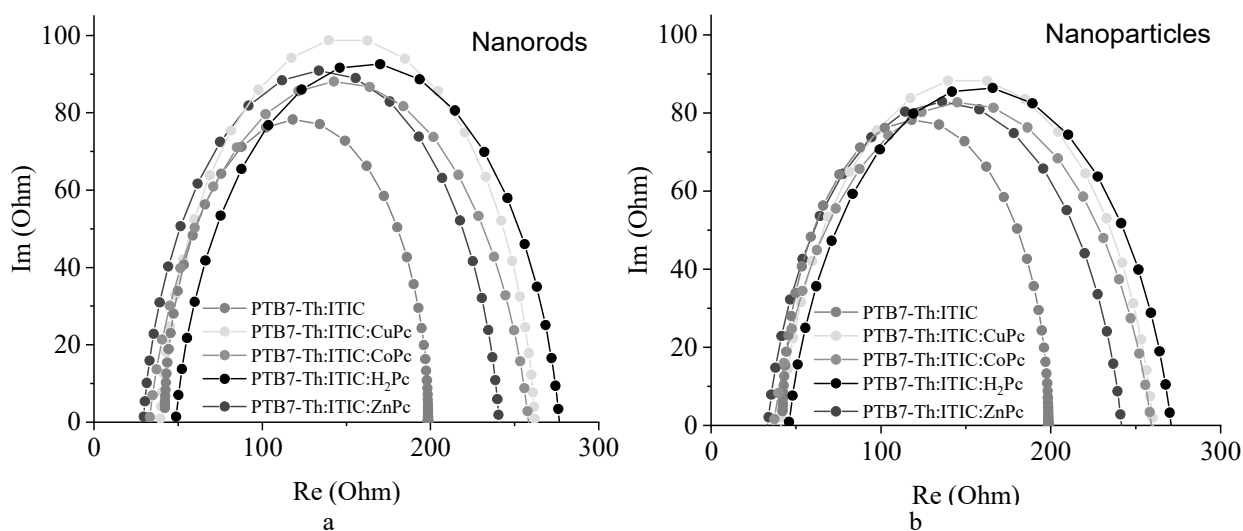 Nanorods
100
80
60
40
20
0
Im (Ohm)
PTB7-Th:ITIC
PTB7-Th:ITIC:CuPc
PTB7-Th:ITIC:CoPc
PTB7-Th:ITIC:H₂Pc
PTB7-Th:ITIC:ZnPc
0 100 200 300
Re (Ohm)
a
Nanoparticles
100
80
60
40
20
0
Im (Ohm)
PTB7-Th:ITIC
PTB7-Th:ITIC:CuPc
PTB7-Th:ITIC:CoPc
PTB7-Th:ITIC:H₂Pc
PTB7-Th:ITIC:ZnPc
0 100 200 300
Re (Ohm)
b